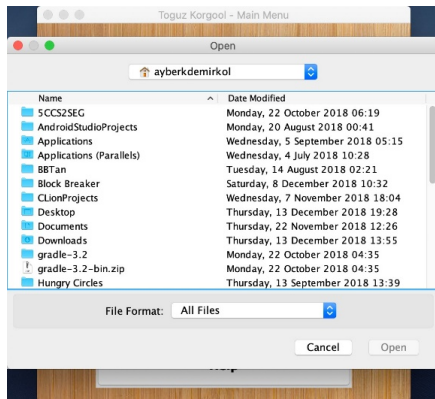 Toguz Korgool - Main Menu
Open
ayberkdemirkol
Name Date Modified
5CCS2SEG Monday, 22 October 2018 06:19
AndroidStudioProjects Monday, 20 August 2018 00:41
Applications Wednesday, 5 September 2018 05:15
Applications (Parallels) Wednesday, 4 July 2018 10:28
BBTan Tuesday, 14 August 2018 02:21
Block Breaker Saturday, 8 December 2018 10:32
CLionProjects Wednesday, 7 November 2018 18:04
Desktop Thursday, 13 December 2018 19:28
Documents Thursday, 22 November 2018 12:26
Downloads Thursday, 13 December 2018 13:55
gradle-3.2 Monday, 22 October 2018 04:35
gradle-3.2-bin.zip Monday, 22 October 2018 04:35
Hungry Circles Thursday, 13 September 2018 13:39
File Format: All Files
Cancel Open
Help